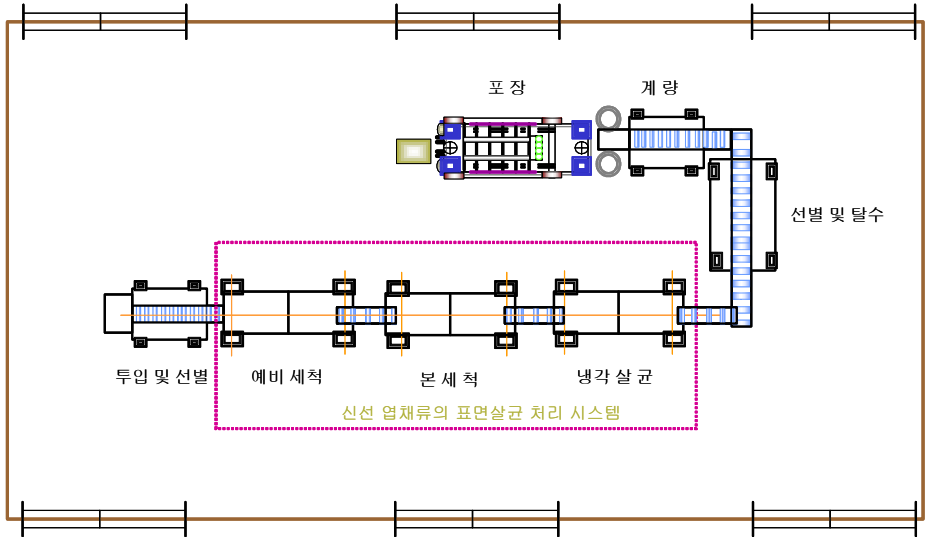 포 장
계 량
선별 및 탈수
투입 및 선별
예비 세척
본 세 척
냉각 살 균
신선 엽채류의 표면살균 처리 시스템